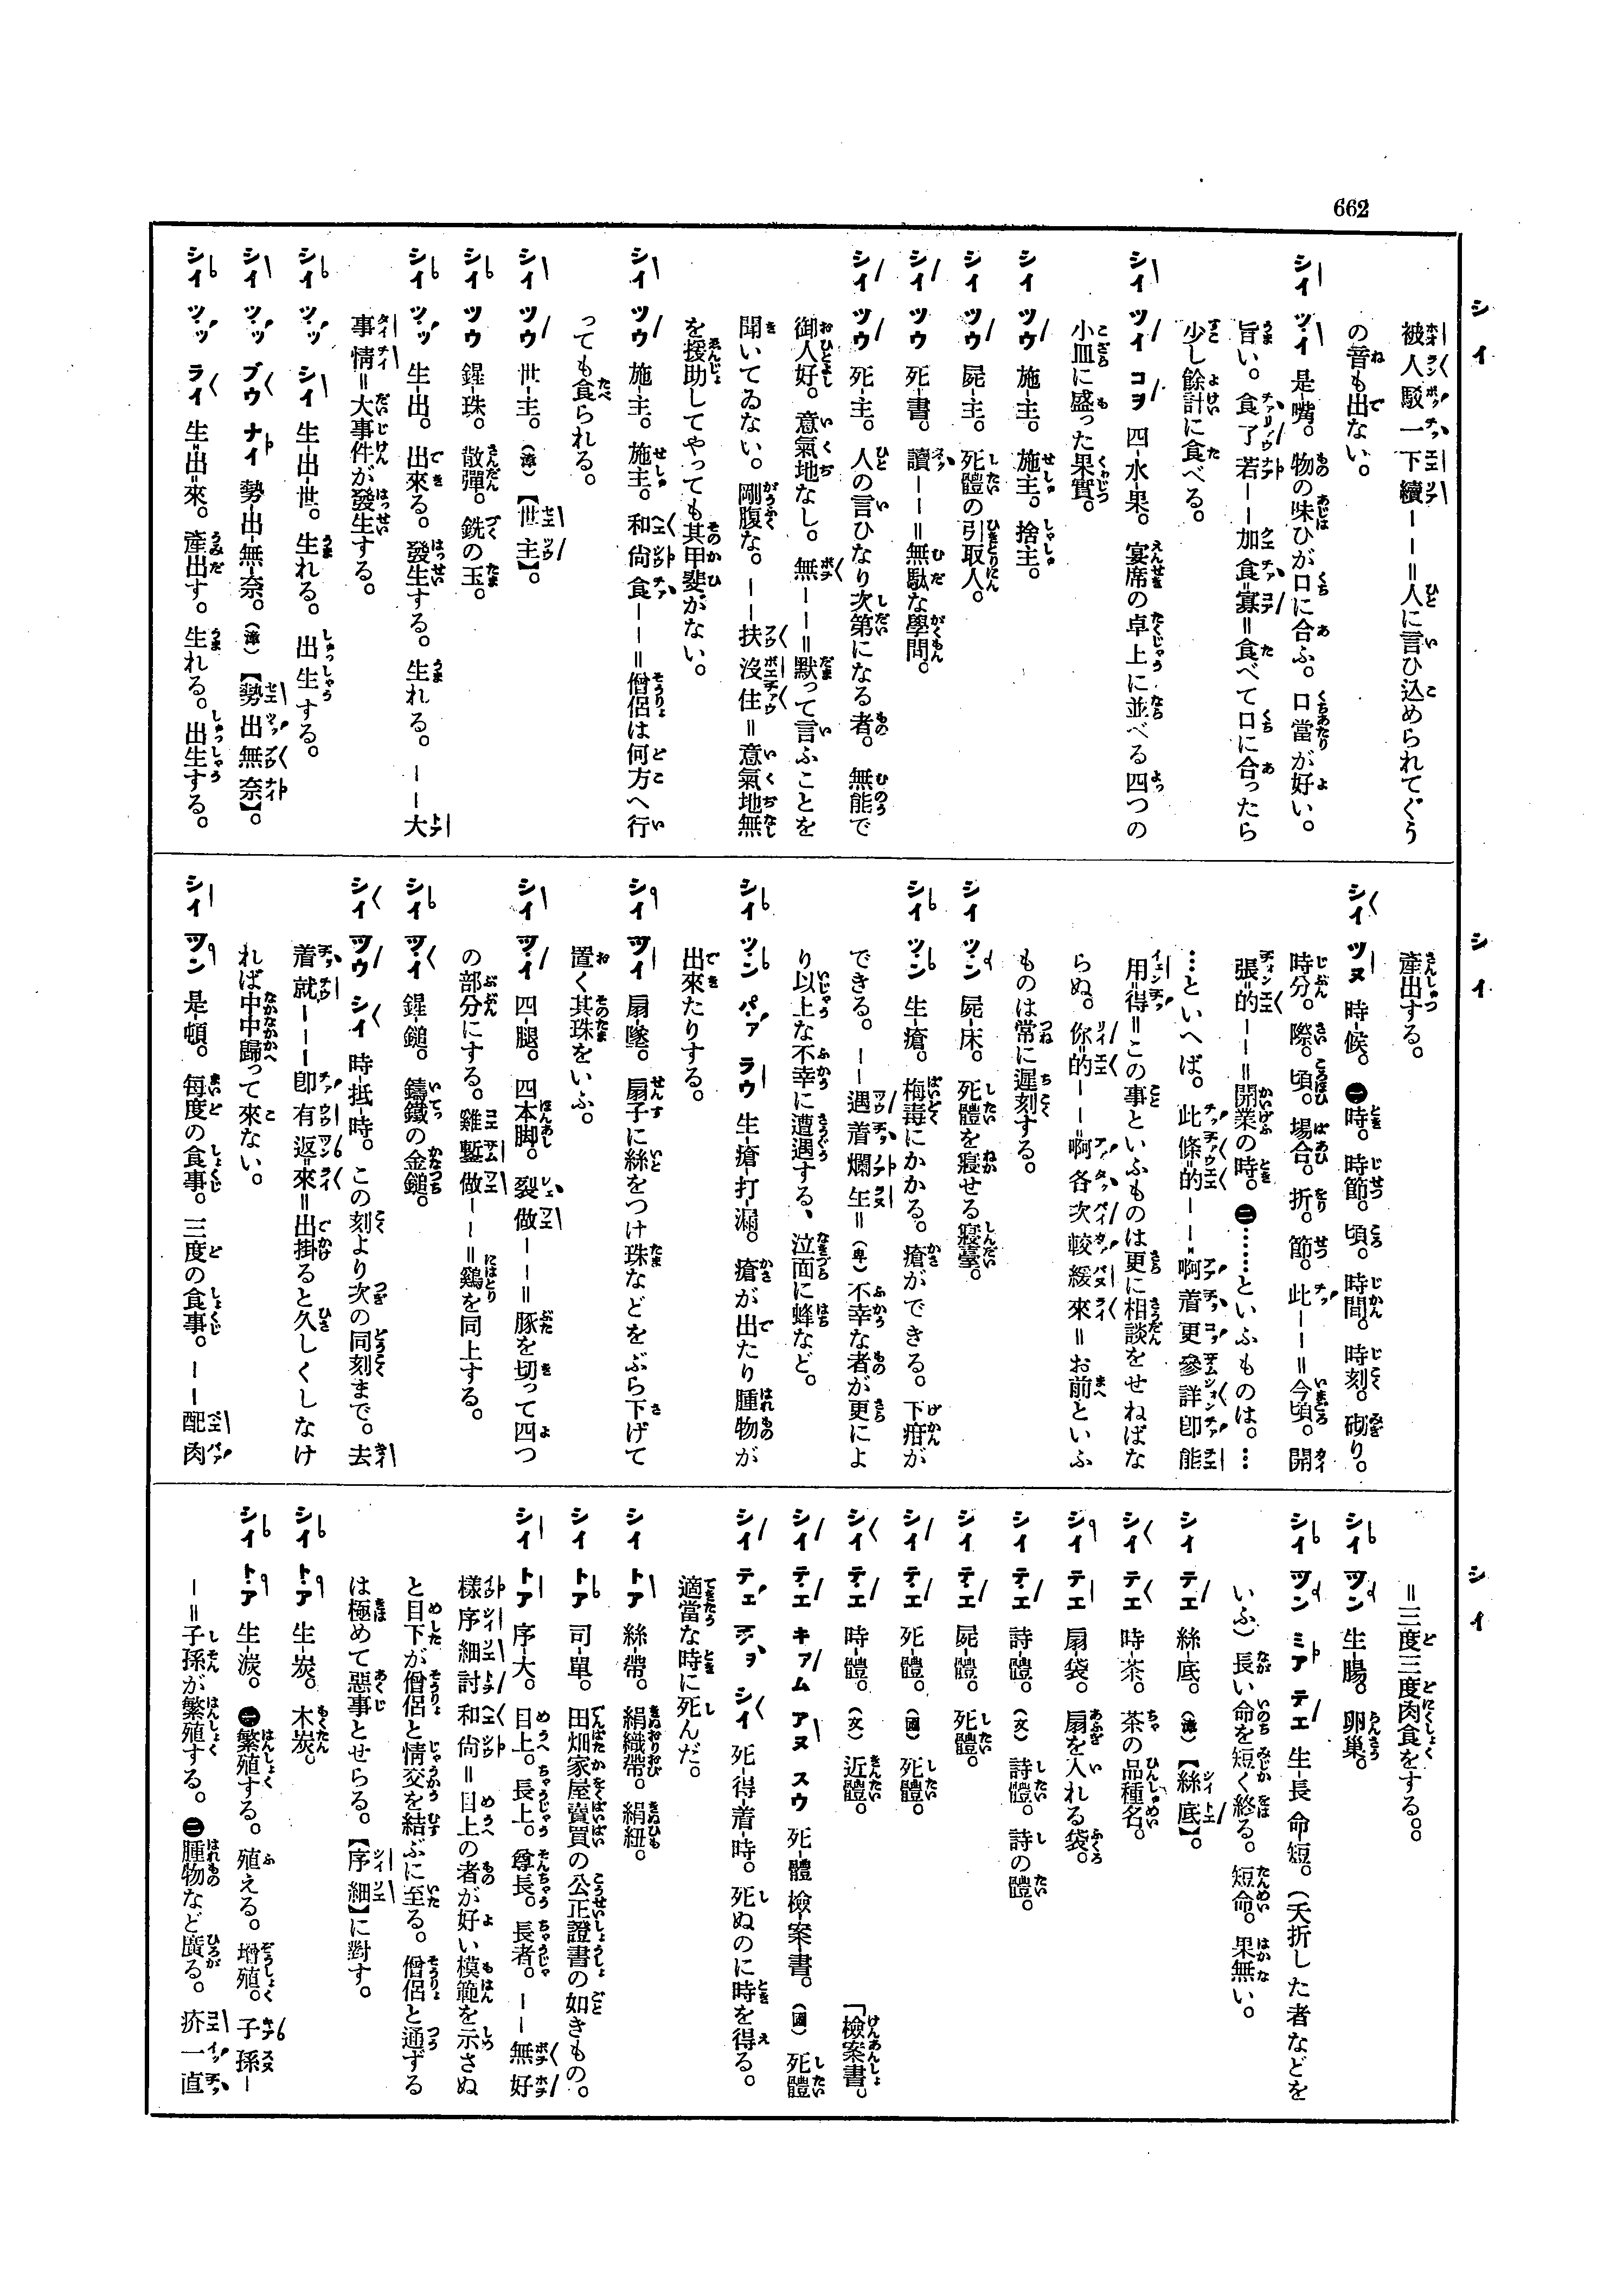 662
シイ
被人駁一下續ーー＝人に言ひ込められてぐう
の音も出ない。
シイ ツイ 是-嘴。物の味ひが口に合ふ。口當が好い。
旨い。食了若ーー加食寡＝食べて口に合ったら
少し餘計に食べる。
シイ ツイ コヲ 四-水-果。宴席の卓上に並べる四つの
小皿に盛った果實。
シイ ツウ 施-主。施主。捨主。
シイ ツウ 屍-主。死體の引取人。
シイ ツウ 死-書。讀ーー＝無駄な學問。
シイ ツウ 死-主。人の言ひなり次第になる者。無能で
御人好。意氣地なし。無ーー＝默って言ふことを
聞いてゐない。剛腹な。ーー扶沒住＝意氣地無
を援助してやっても其甲斐がない。
シイ ツウ 施-主。施主。和尙食ーー＝僧侶は何方へ行
っても食られる。
シイ ツウ 世-主。（漳）【世主】。
シイ ツウ 鍟-珠。散彈。銃の玉。
シイ ツッ 生-出。出來る。發生する。生れる。ーー大
事情＝大事件が發生する。
シイ ツッ シイ 生-出-世。生れる。出生する。
シイ ツッ ブウ ナイ 勢-出-無-奈。（漳）【勢出無奈】。
シイ ツッ ライ 生-出-來。產出す。生れる。出生する。
シイ
產出する。
シイ ツヌ 時-候。㊀時。時節。頃。時間。時刻。砌り。
時分。際。頃。場合。折。節。此ーー＝今頃。開
張的ーー＝開業の時。㊁……といふものは。…
…といへば。此條的ーー啊着更參詳卽能
用得＝この事といふものは更に相談をせねばな
らぬ。你的ーー啊各次較緩來＝お前といふ
ものは常に遲刻する。
シイ ツン 屍-床。死體を寢せる寢臺。
シイ ツン 生-瘡。梅毒にかかる。瘡ができる。下疳が
できる。ーー遇着爛生＝（卑）不幸な者が更によ
り以上な不幸に遭遇する、泣面に蜂など。
シイ ツン パァ ラウ 生-瘡-打-漏。瘡が出たり腫物が
出來たりする。
シイ ツイ 扇-墜。扇子に絲をつけ珠などをぶら下げて
置く其珠をいふ。
シイ ツイ 四-腿。四本脚。裂做ーー＝豚を切って四つ
の部分にする。雞鏨做ーー＝鷄を同上する。
シイ ツイ 鍟-鎚。鑄鐵の金鎚。
シイ ツウ シイ 時-抵-時。この刻より次の同刻まで。去
着就ーーー卽有返來＝出掛ると久しくしなけ
れば中中歸って來ない。
シイ ツン 是-頓。每度の食事。三度の食事。ーー配肉
シイ
＝三度三度肉食をする。
シイ ツン 生-腸。卵巢。
シイ ツン ミア テエ 生-長 命短。（夭折した者などを
いふ）長い命を短く終る。短命。果無い。
シイ テエ 絲-底。（漳）【絲底】。
シイ テエ 時-茶。茶の品種名。
シイ テエ 扇-袋。扇を入れる袋。
シイ テエ 詩-體。（文）詩體。詩の體。
シイ テエ 屍-體。死體。
シイ テエ 死-體。（國）死體。
シイ テエ 時-體。（文）近體。
シイ テエ キアム アヌ スウ 死-體 檢-案-書。（國）死體
「檢案書。
シイ テェ テヲ シイ 死-得-着-時。死ぬのに時を得る。
適當な時に死んだ。
シイ トア 絲-帶。絹織帶。絹紐。
シイ トア 司-單。田畑家屋賣買の公正證書の如きもの。
シイ トア 序-大。目上。長上。尊長。長者。ーー無好
樣序細討和尙＝目上の者が好い模範を示さぬ
と目下が僧侶と情交を結ぶに至る。僧侶と通ずる
は極めて惡事とせらる。【序細】に對す。
シイ トア 生-炭。木炭。
シイ トア 生-湠。㊀繁殖する。殖える。增殖。子孫ー
ー＝子孫が繁殖する。㊁腫物など廣る。疥一直